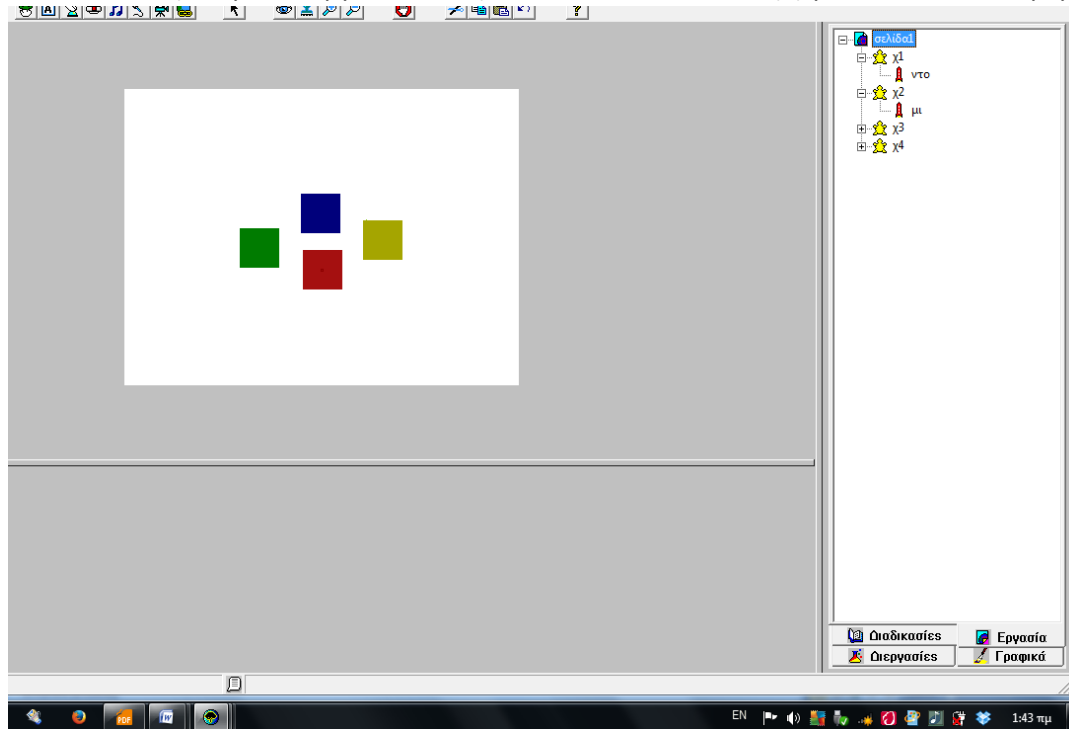 σελίδα1
χ1
ντο
χ2
μι
χ3
χ4
Διαδικασίες
Εργασία
Διεργασίες
Γραφικά
EN
1:43 πμ